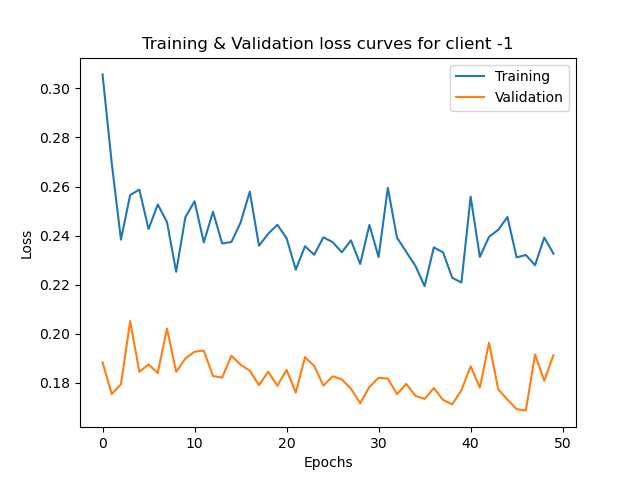 Training & Validation loss curves for client -1
Training
Validation
Loss
0.30
0.28
0.26
0.24
0.22
0.20
0.18
0
10
20
30
40
50
Epochs